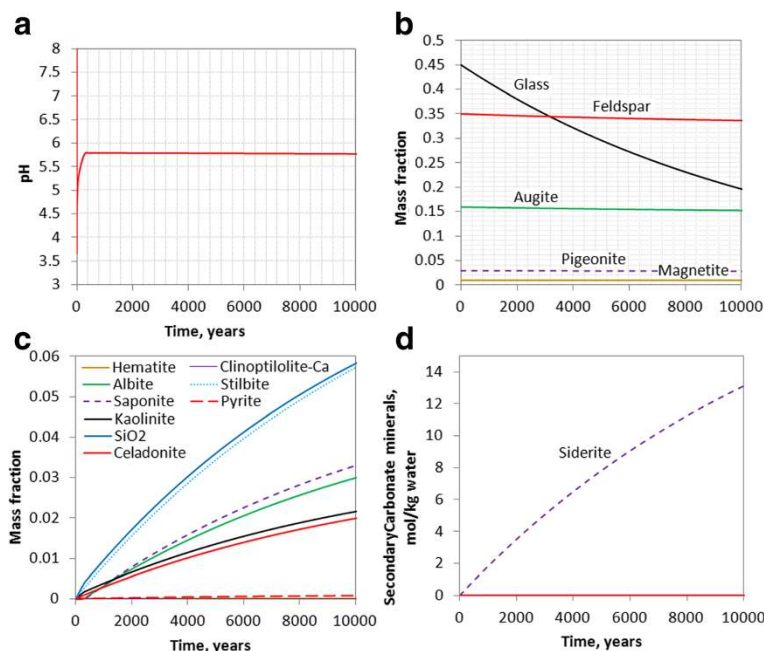 a
8
7.5
7
6.5
6
5.5
5
4.5
4
3.5
3
pH
0 2000 4000 6000 8000 10000
Time, years
b
0.5
0.45
0.4
0.35
0.3
0.25
0.2
0.15
0.1
0.05
0
Mass fraction
Glass
Feldspar
Augite
Pigeonite
Magnetite
0 2000 4000 6000 8000 10000
Time, years
c
0.06
0.05
0.04
0.03
0.02
0.01
0
Mass fraction
Hematite Clinoptilolite-Ca
Albite Stilbite
Saponite Pyrite
Kaolinite
SiO2
Celadonite
0 2000 4000 6000 8000 10000
Time, years
d
14
12
10
8
6
4
2
0
SecondaryCarbonate minerals,
mol/kg water
Siderite
0 2000 4000 6000 8000 10000
Time, years